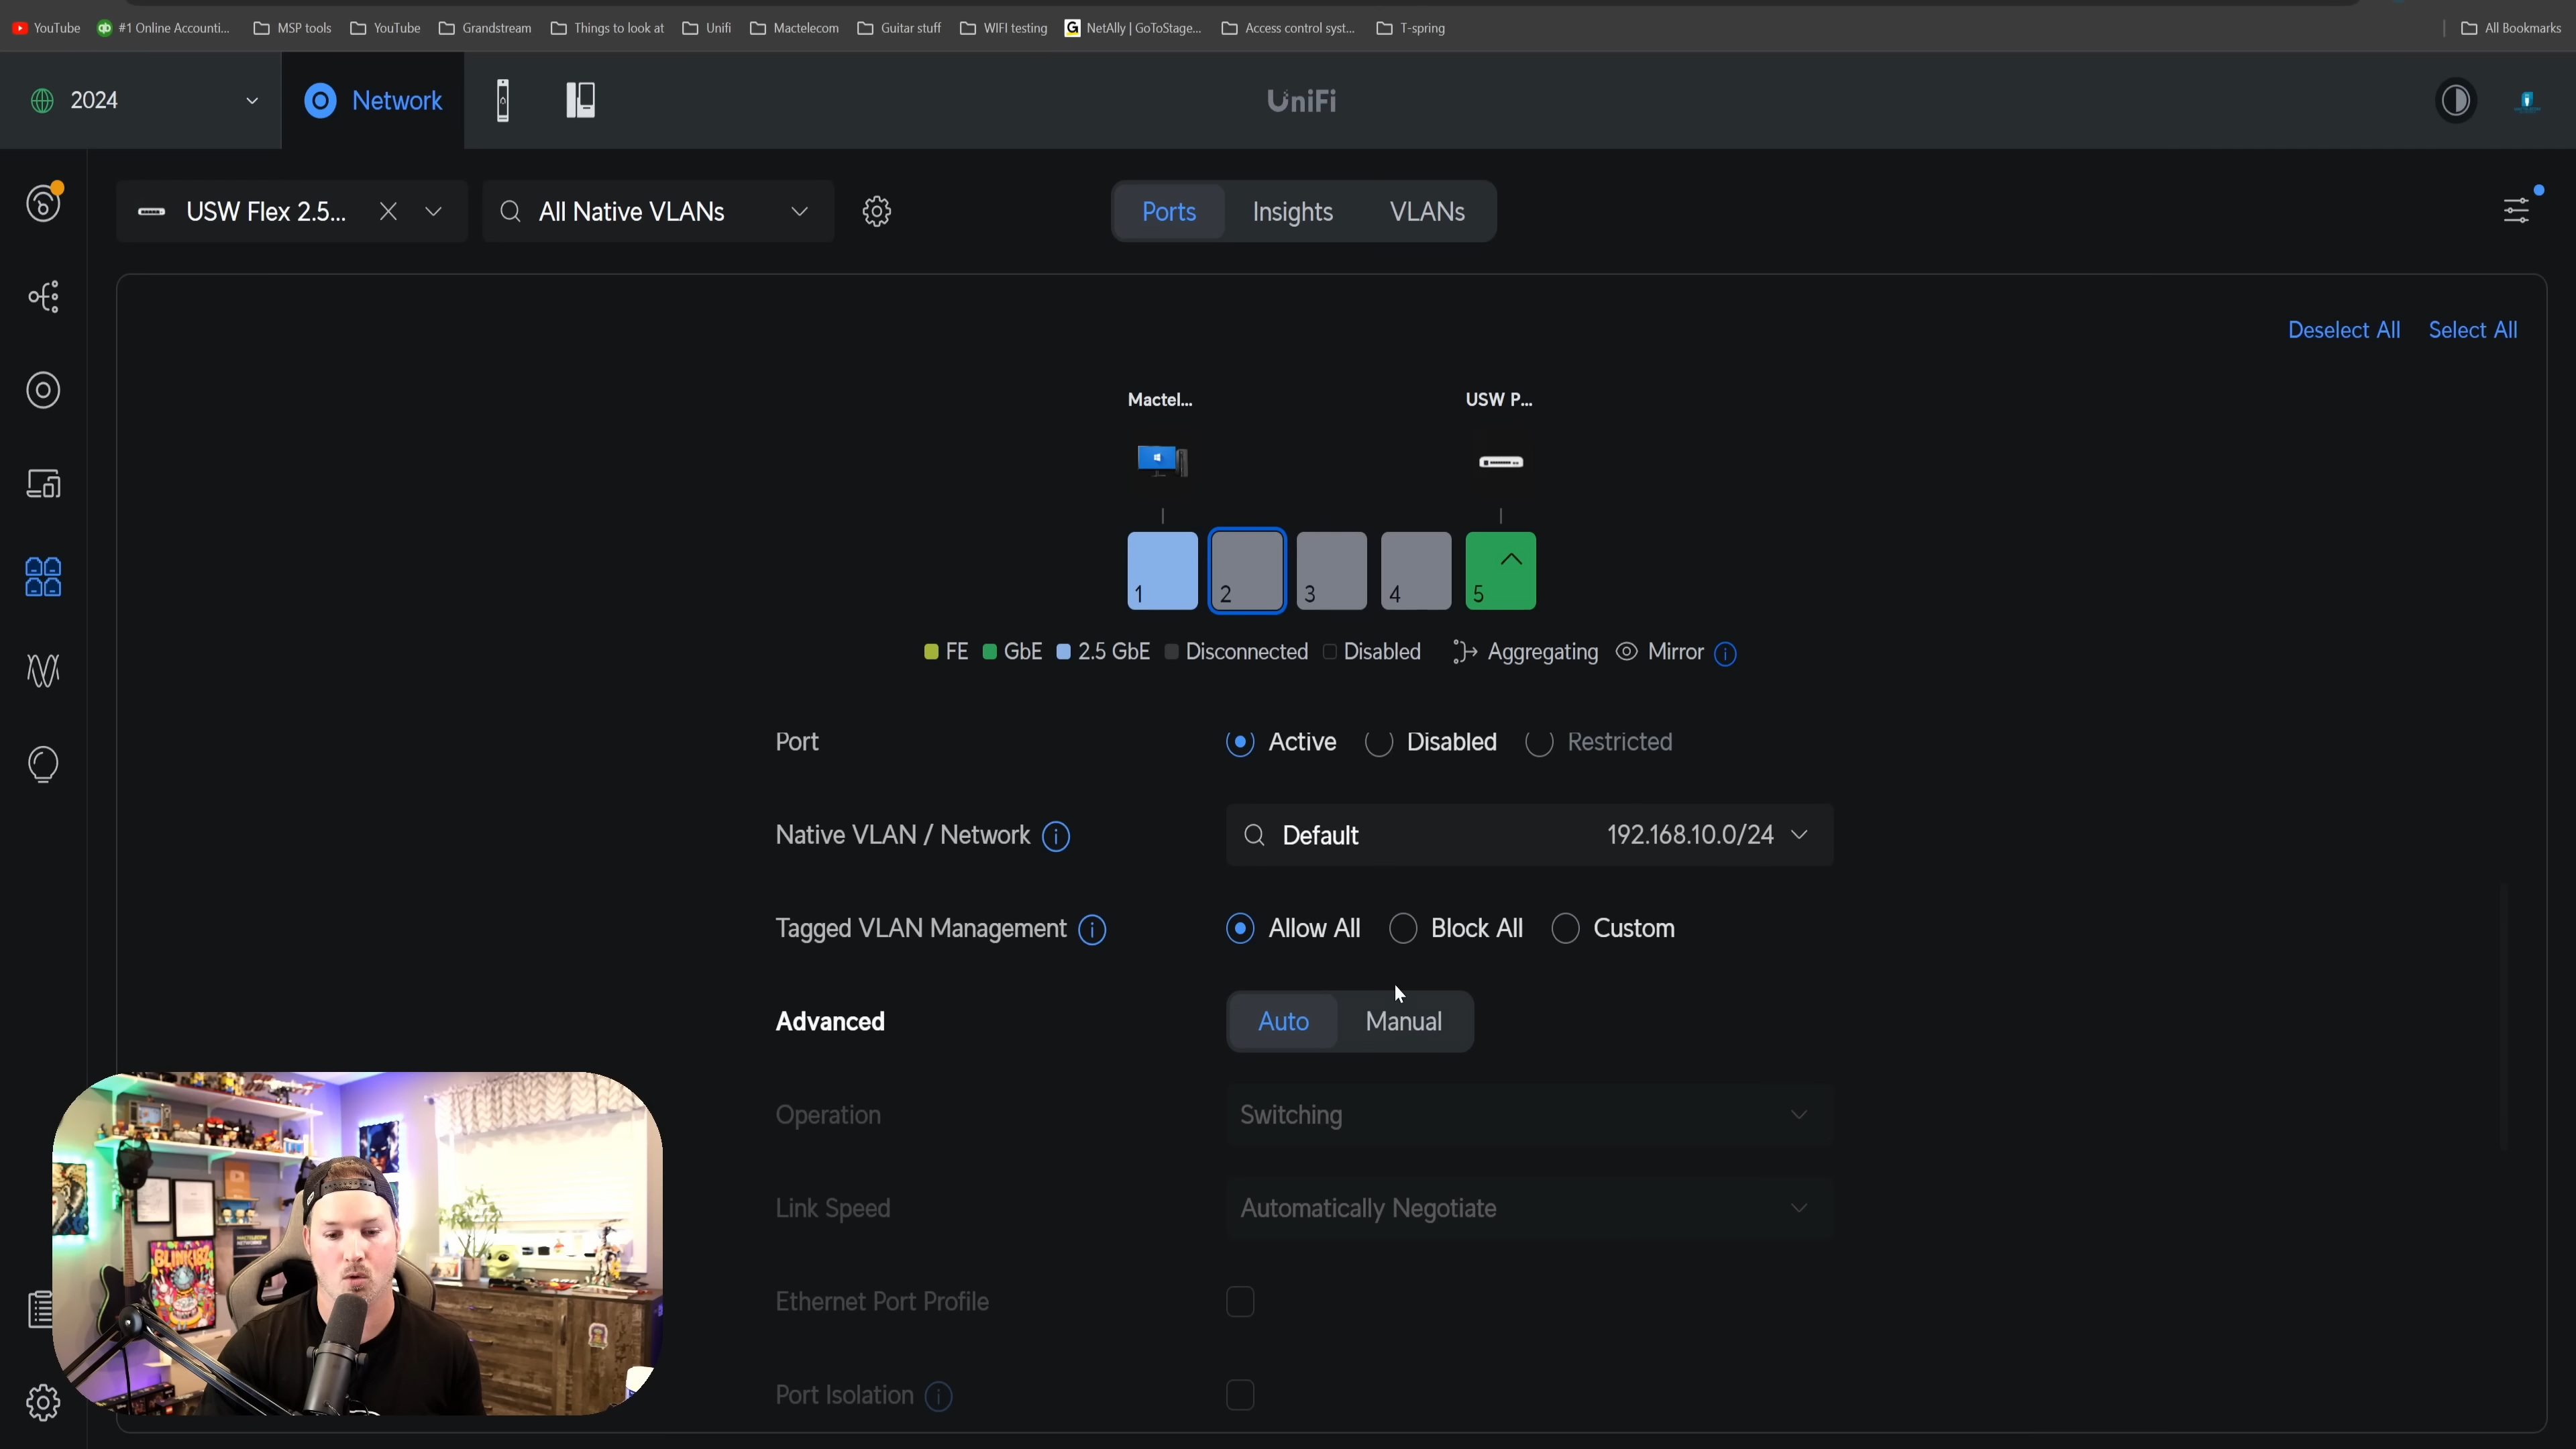 YouTube #1 Online Accounti... MSP tools YouTube Grandstream Things to look at Unifi Mactelecom Guitar stuff WIFI testing NetAlly | GoToStage... Access control syst... T-spring All Bookmarks
2024 Network UniFi
USW Flex 2.5... All Native VLANs Ports Insights VLANs
Deselect All Select All
Mactel... USW P...
1 2 3 4 5
FE GbE 2.5 GbE Disconnected Disabled Aggregating Mirror
Port Active Disabled Restricted
Native VLAN / Network Default 192.168.10.0/24
Tagged VLAN Management Allow All Block All Custom
Advanced Auto Manual
Operation Switching
Link Speed Automatically Negotiate
Ethernet Port Profile
Port Isolation
BLINK182